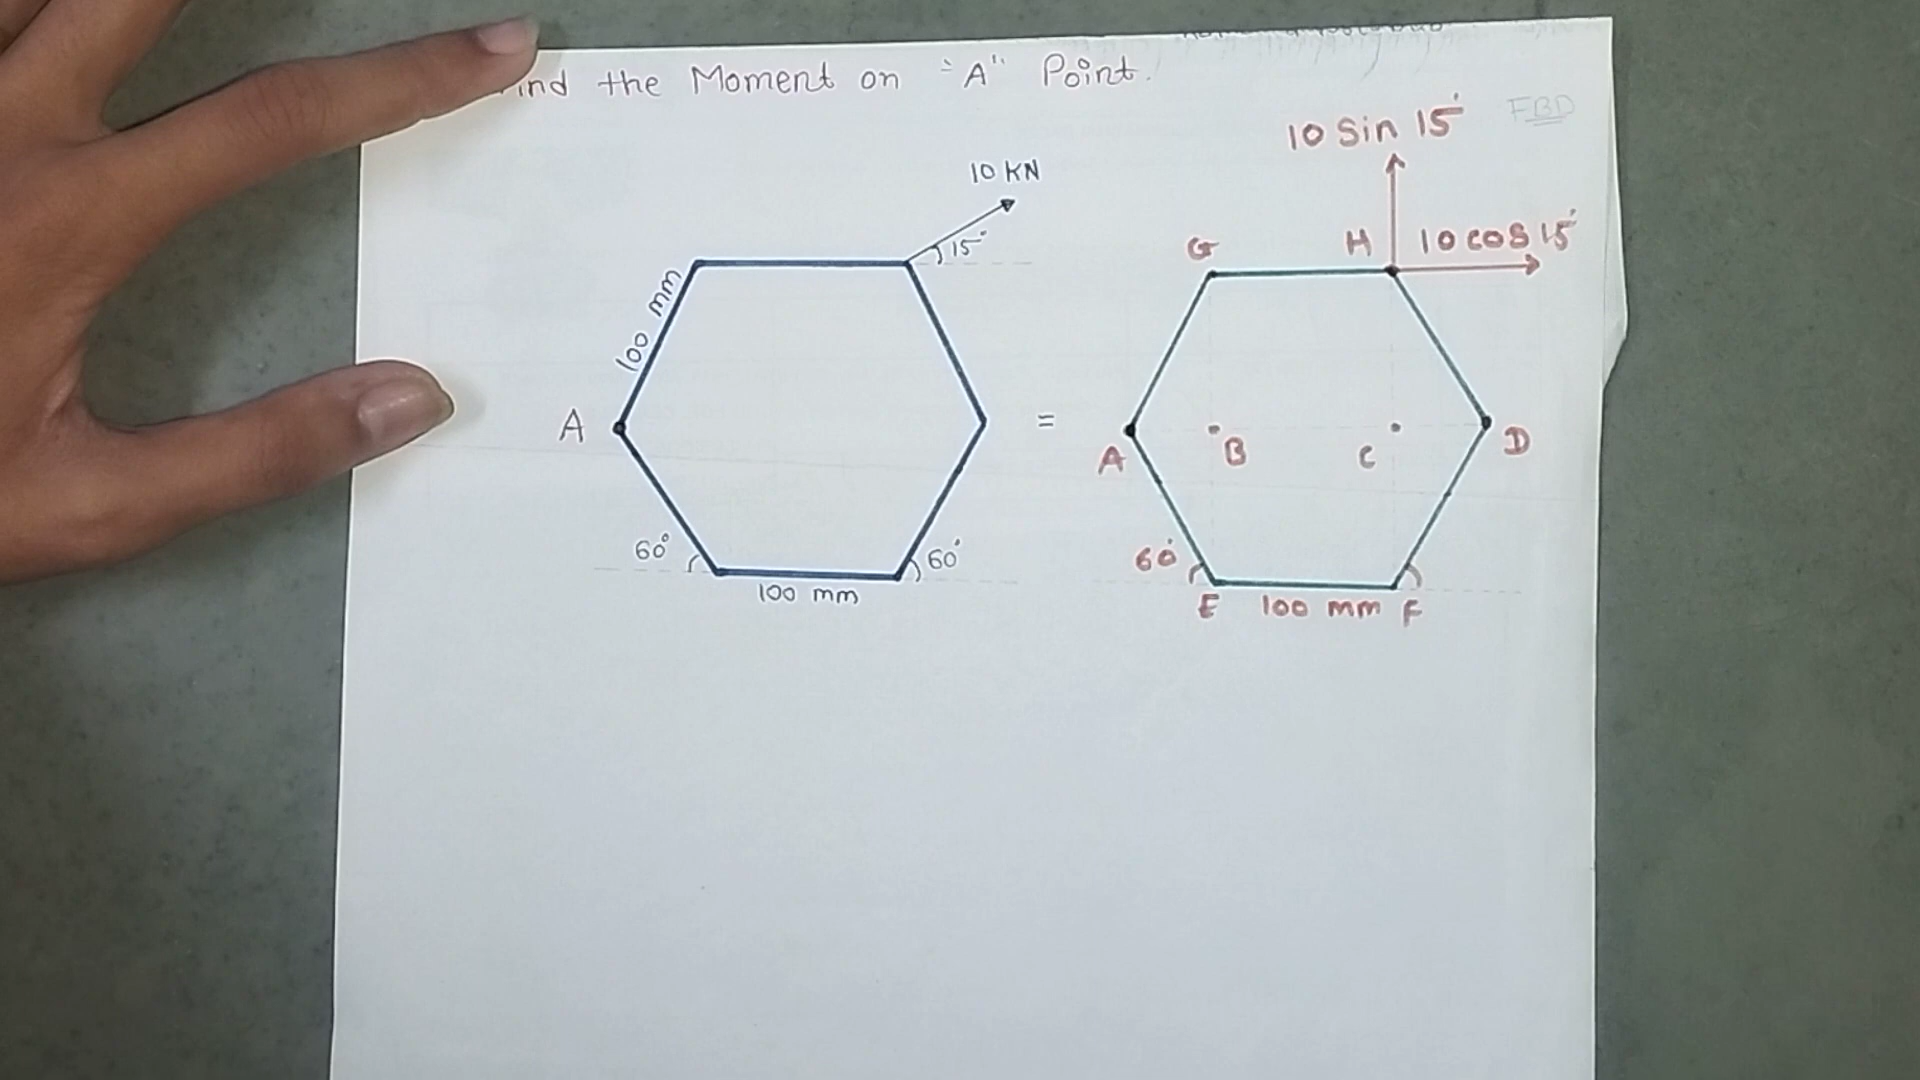 ind the Moment on "A" Point.
FBD
10 Sin 15°
10 KN
15°
G
H
10 cos 15°
100 mm
A
=
A
B
C
D
60°
60°
100 mm
60°
E
100 mm
F